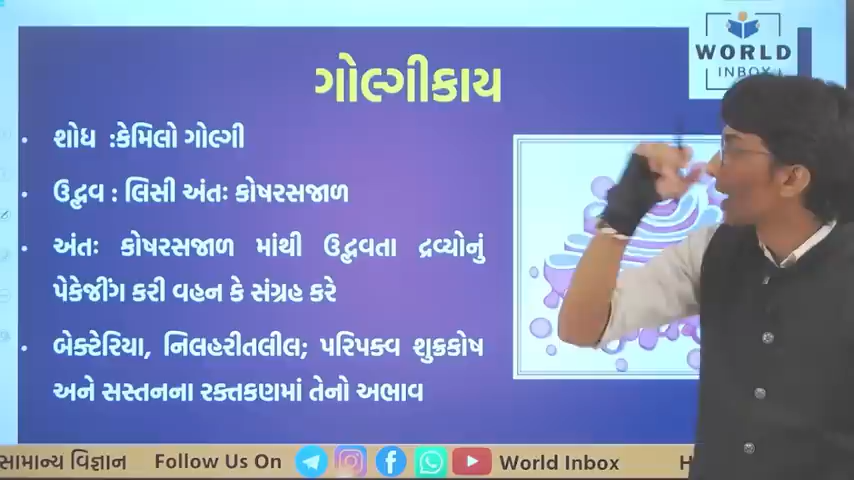 WORLD
INBOX
ગોલ્ગીકાય
• શોધ :કેમિલો ગોલ્ગી
• ઉદ્ભવ : લિસી અંતઃ કોષરસજાળ
• અંતઃ કોષરસજાળ માંથી ઉદ્ભવતા દ્રવ્યોનું
પેકેજીંગ કરી વહન કે સંગ્રહ કરે
• બેક્ટેરિયા, નિલહરીતલીલ; પરિપક્વ શુક્રકોષ
અને સસ્તનના રક્તકણમાં તેનો અભાવ
સામાન્ય વિજ્ઞાન Follow Us On World Inbox